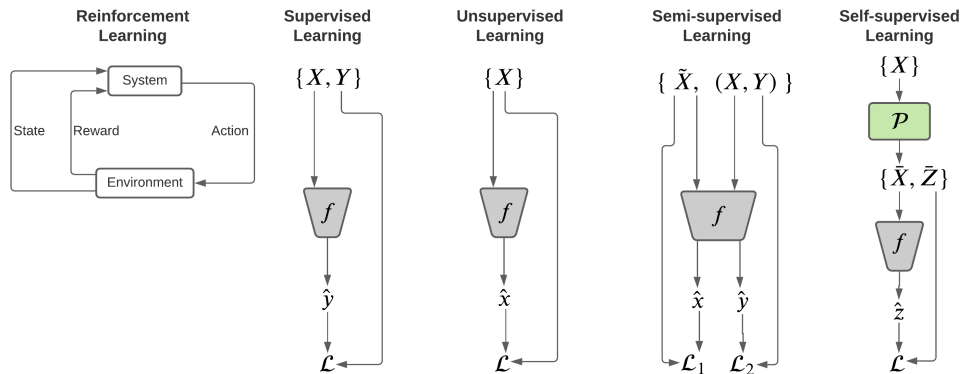 Reinforcement
Learning
System
State
Reward
Action
Environment
Supervised
Learning
{X, Y}
f
ŷ
ℒ
Unsupervised
Learning
{X}
f
x̂
ℒ
Semi-supervised
Learning
{ X̃, (X, Y) }
f
x̂ ŷ
ℒ₁ ℒ₂
Self-supervised
Learning
{X}
𝒫
{X̄, Z̄}
f
ẑ
ℒ